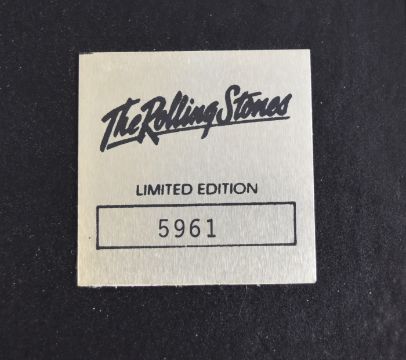 The Rolling Stones
LIMITED EDITION
5961